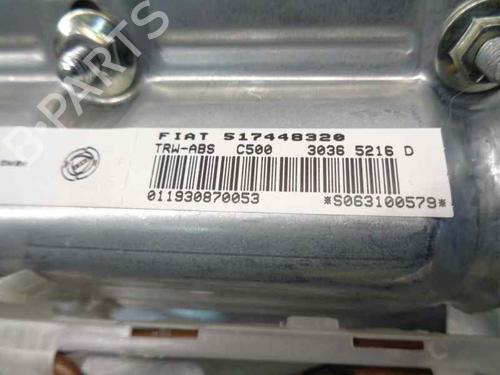 B-PARTS
FIAT 517448320
TRW-ABS C500 3036 5216 D
011930870053 *S063100579*